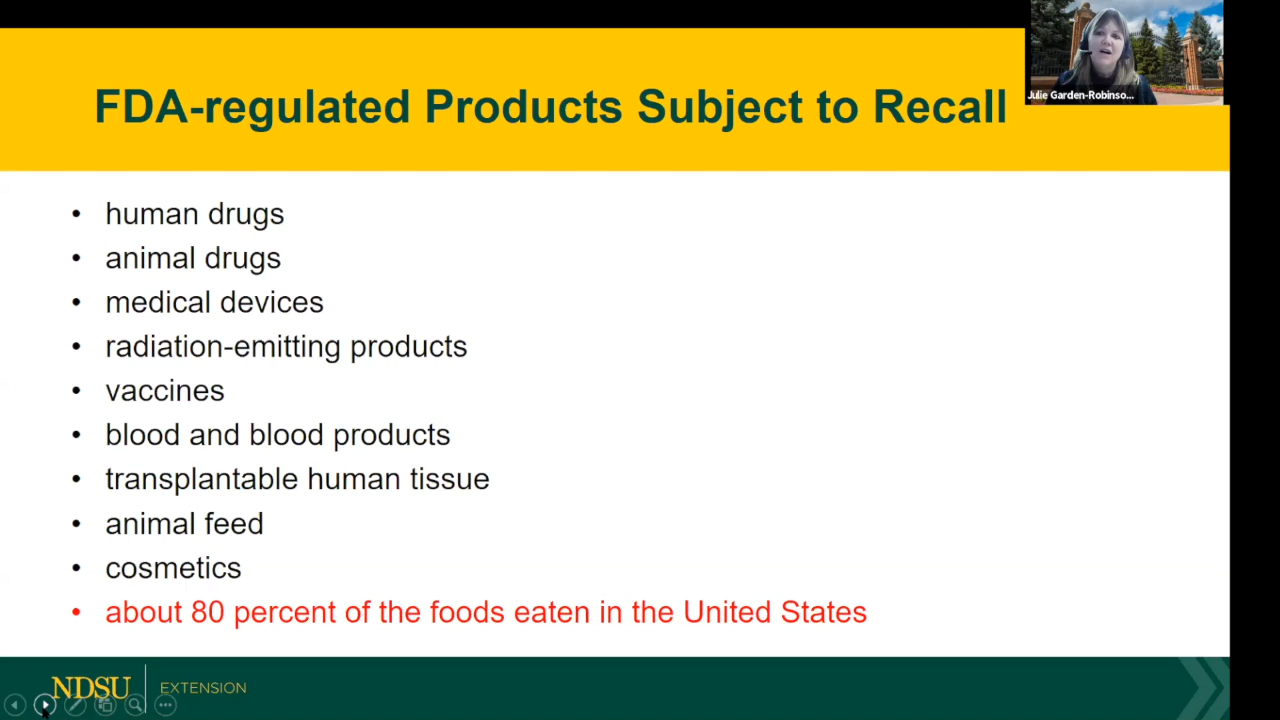 FDA-regulated Products Subject to Recall
Julie Garden-Robinso...
• human drugs
• animal drugs
• medical devices
• radiation-emitting products
• vaccines
• blood and blood products
• transplantable human tissue
• animal feed
• cosmetics
• about 80 percent of the foods eaten in the United States
NDSU EXTENSION